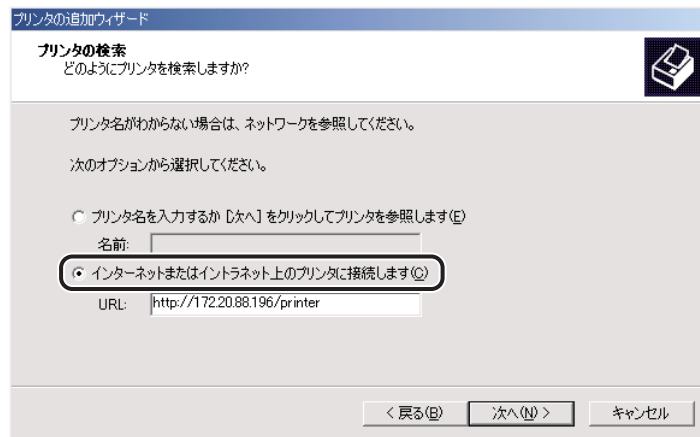 プリンタの追加ウィザード
プリンタの検索
どのようにプリンタを検索しますか?
プリンタ名がわからない場合は、ネットワークを参照してください。
次のオプションから選択してください。
プリンタ名を入力するか [次へ] をクリックしてプリンタを参照します(E)
名前:
インターネットまたはイントラネット上のプリンタに接続します(C)
URL: http://172.20.88.196/printer
< 戻る(B) 次へ(N) > キャンセル